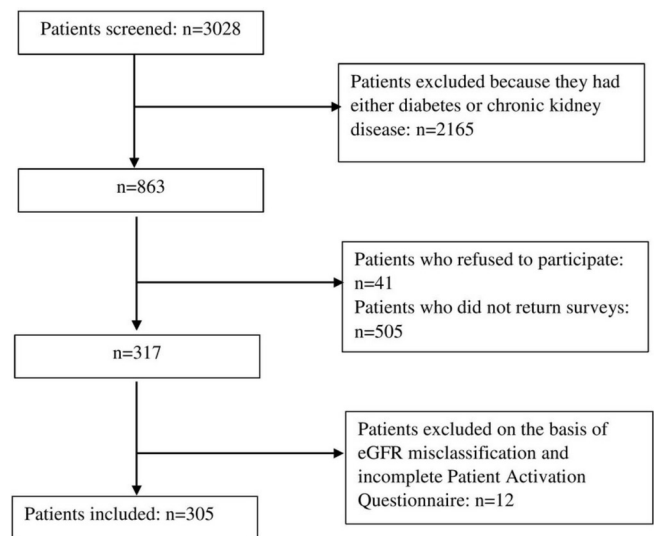 Patients screened: n=3028
Patients excluded because they had
either diabetes or chronic kidney
disease: n=2165
n=863
Patients who refused to participate:
n=41
Patients who did not return surveys:
n=505
n=317
Patients excluded on the basis of
eGFR misclassification and
incomplete Patient Activation
Questionnaire: n=12
Patients included: n=305